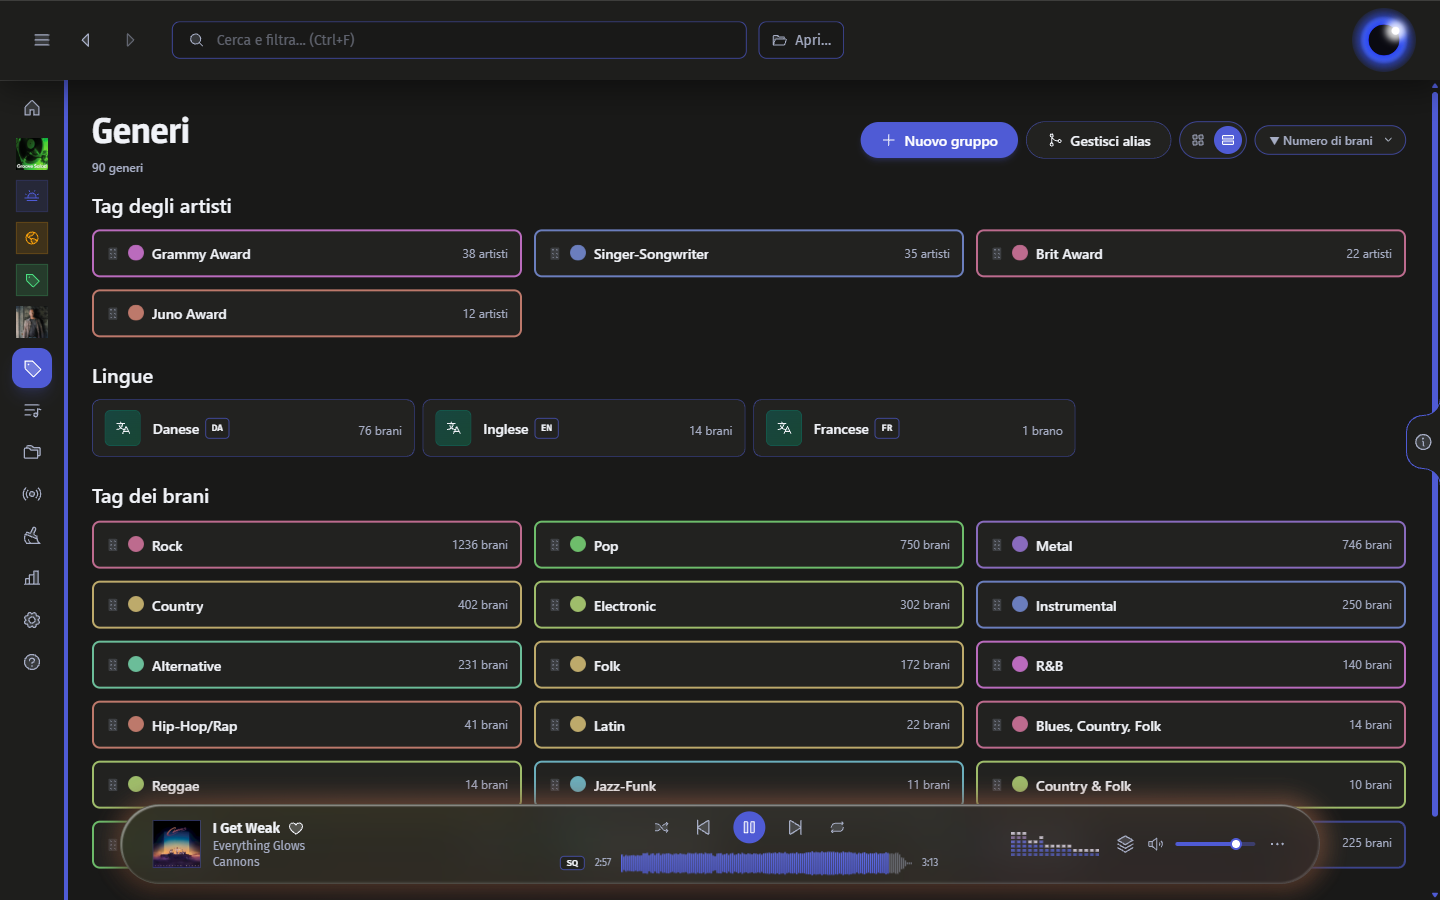 Cerca e filtra... (Ctrl+F)
Apri...
Generi
90 generi
Nuovo gruppo
Gestisci alias
▼ Numero di brani
Tag degli artisti
Grammy Award
38 artisti
Singer-Songwriter
35 artisti
Brit Award
22 artisti
Juno Award
12 artisti
Lingue
Danese DA
76 brani
Inglese EN
14 brani
Francese FR
1 brano
Tag dei brani
Rock
1236 brani
Pop
750 brani
Metal
746 brani
Country
402 brani
Electronic
302 brani
Instrumental
250 brani
Alternative
231 brani
Folk
172 brani
R&B
140 brani
Hip-Hop/Rap
41 brani
Latin
22 brani
Blues, Country, Folk
14 brani
Reggae
14 brani
Jazz-Funk
11 brani
Country & Folk
10 brani
225 brani
I Get Weak
Everything Glows
Cannons
SQ
2:57
3:13